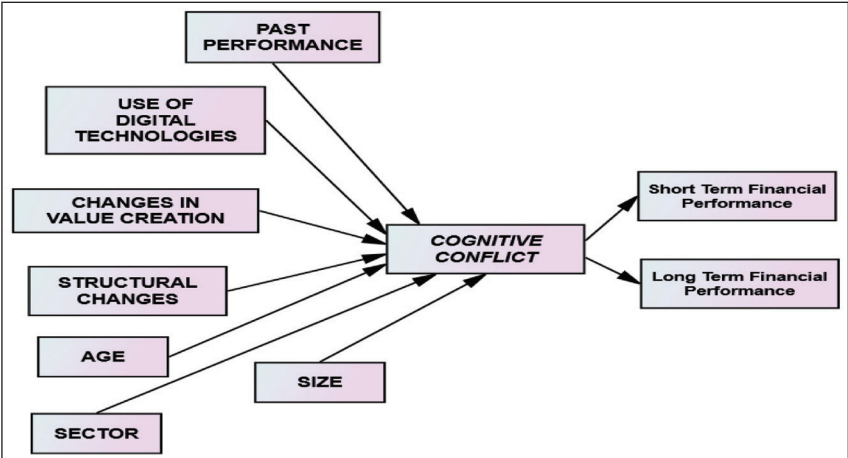 PAST
PERFORMANCE
USE OF
DIGITAL
TECHNOLOGIES
CHANGES IN
VALUE CREATION
STRUCTURAL
CHANGES
AGE
SECTOR
SIZE
COGNITIVE
CONFLICT
Short Term Financial
Performance
Long Term Financial
Performance